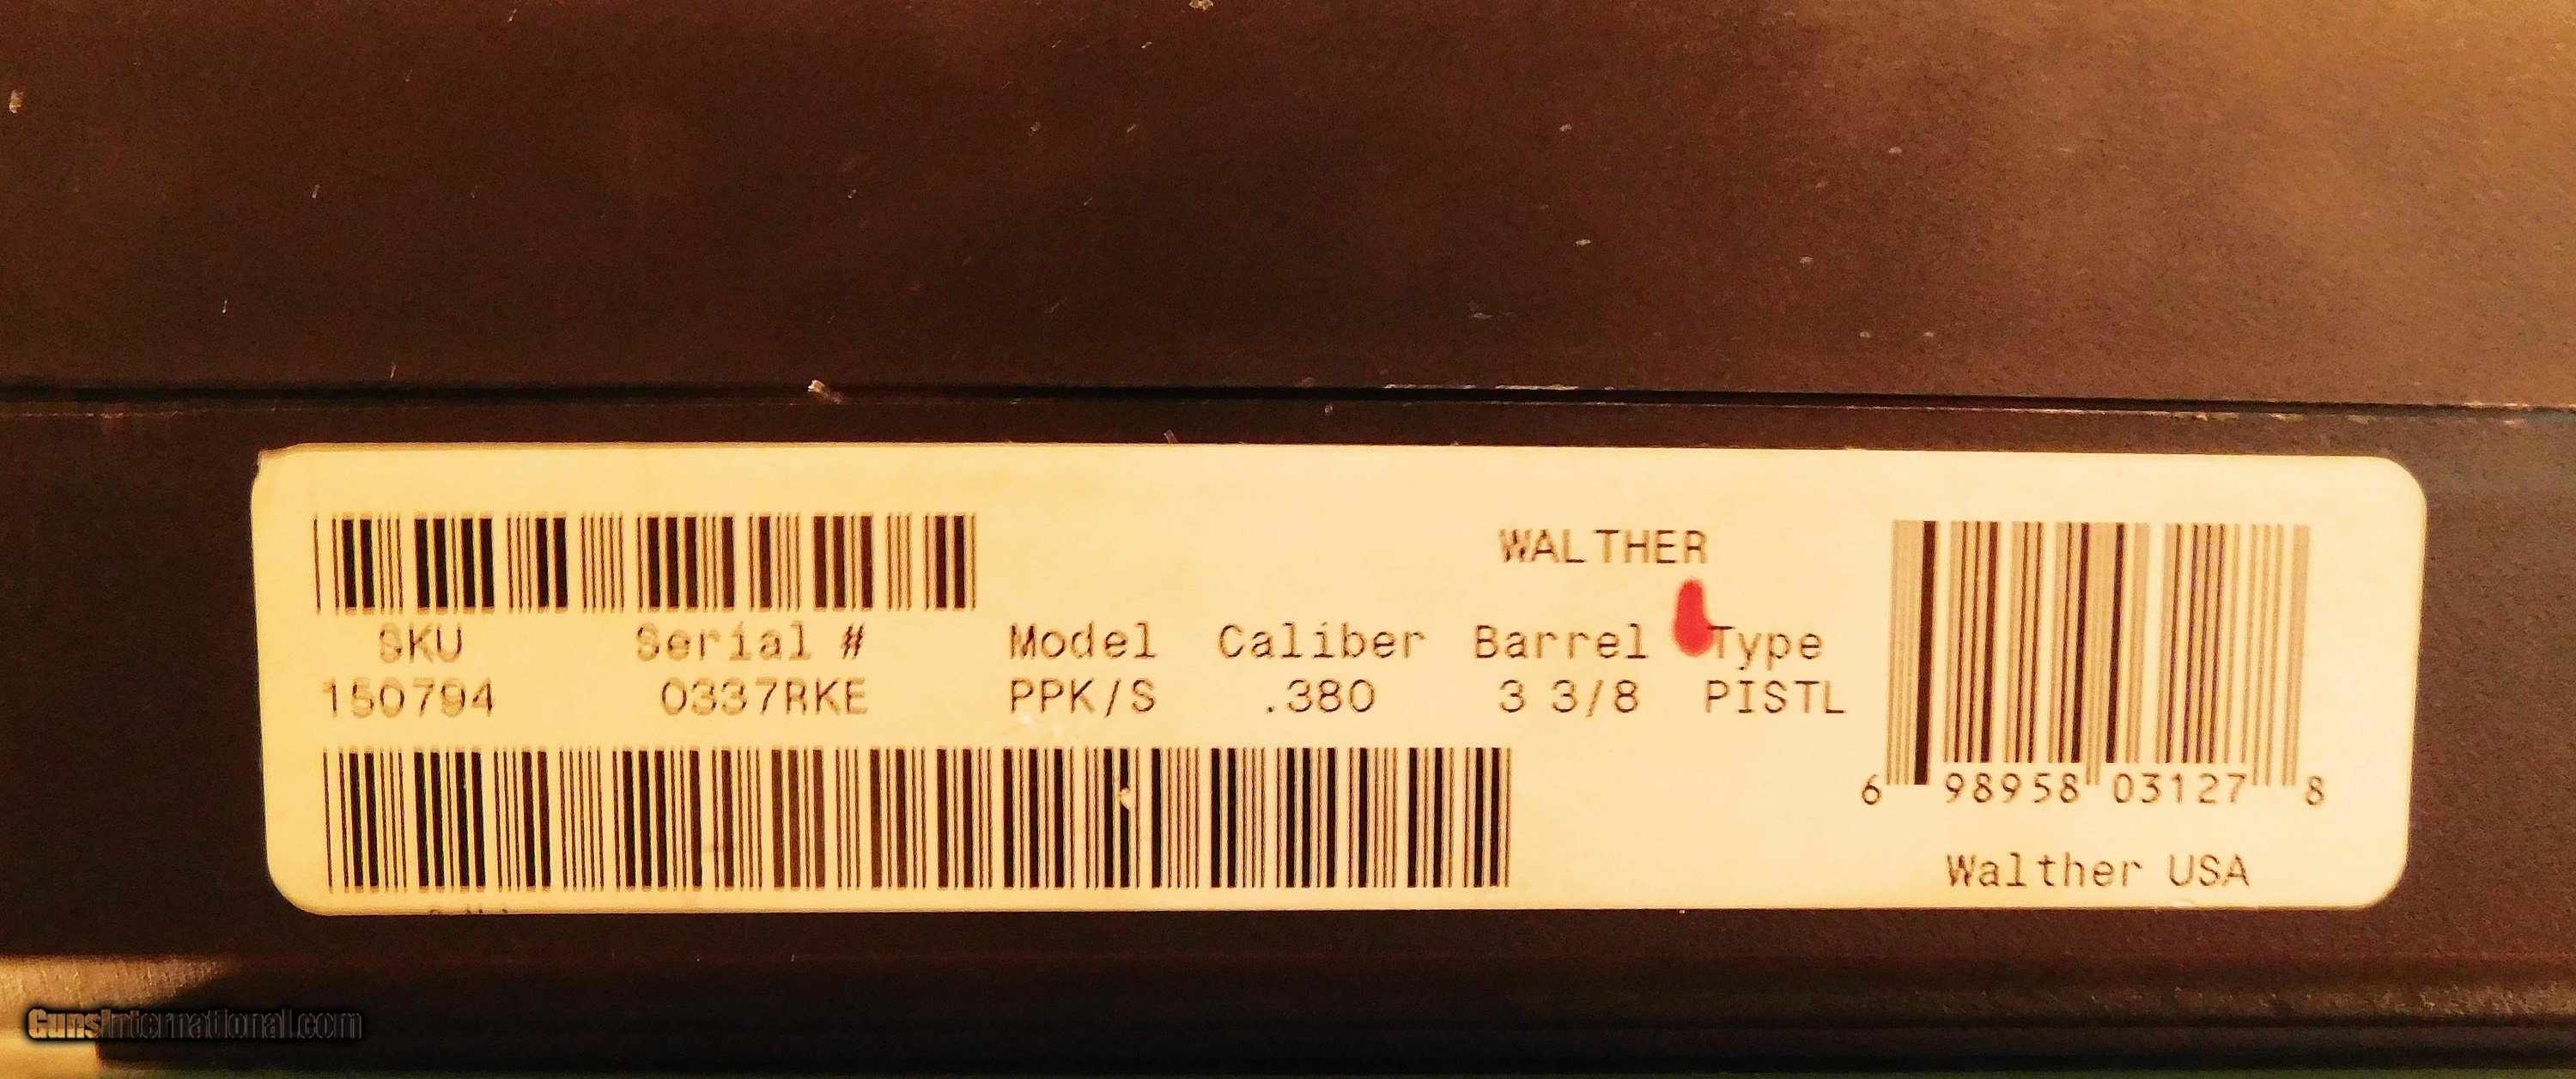 WALTHER
SKU Serial # Model Caliber Barrel Type
150794 0337RKE PPK/S .380 3 3/8 PISTL
6 98958 03127 8
Walther USA
GunsInternational.com